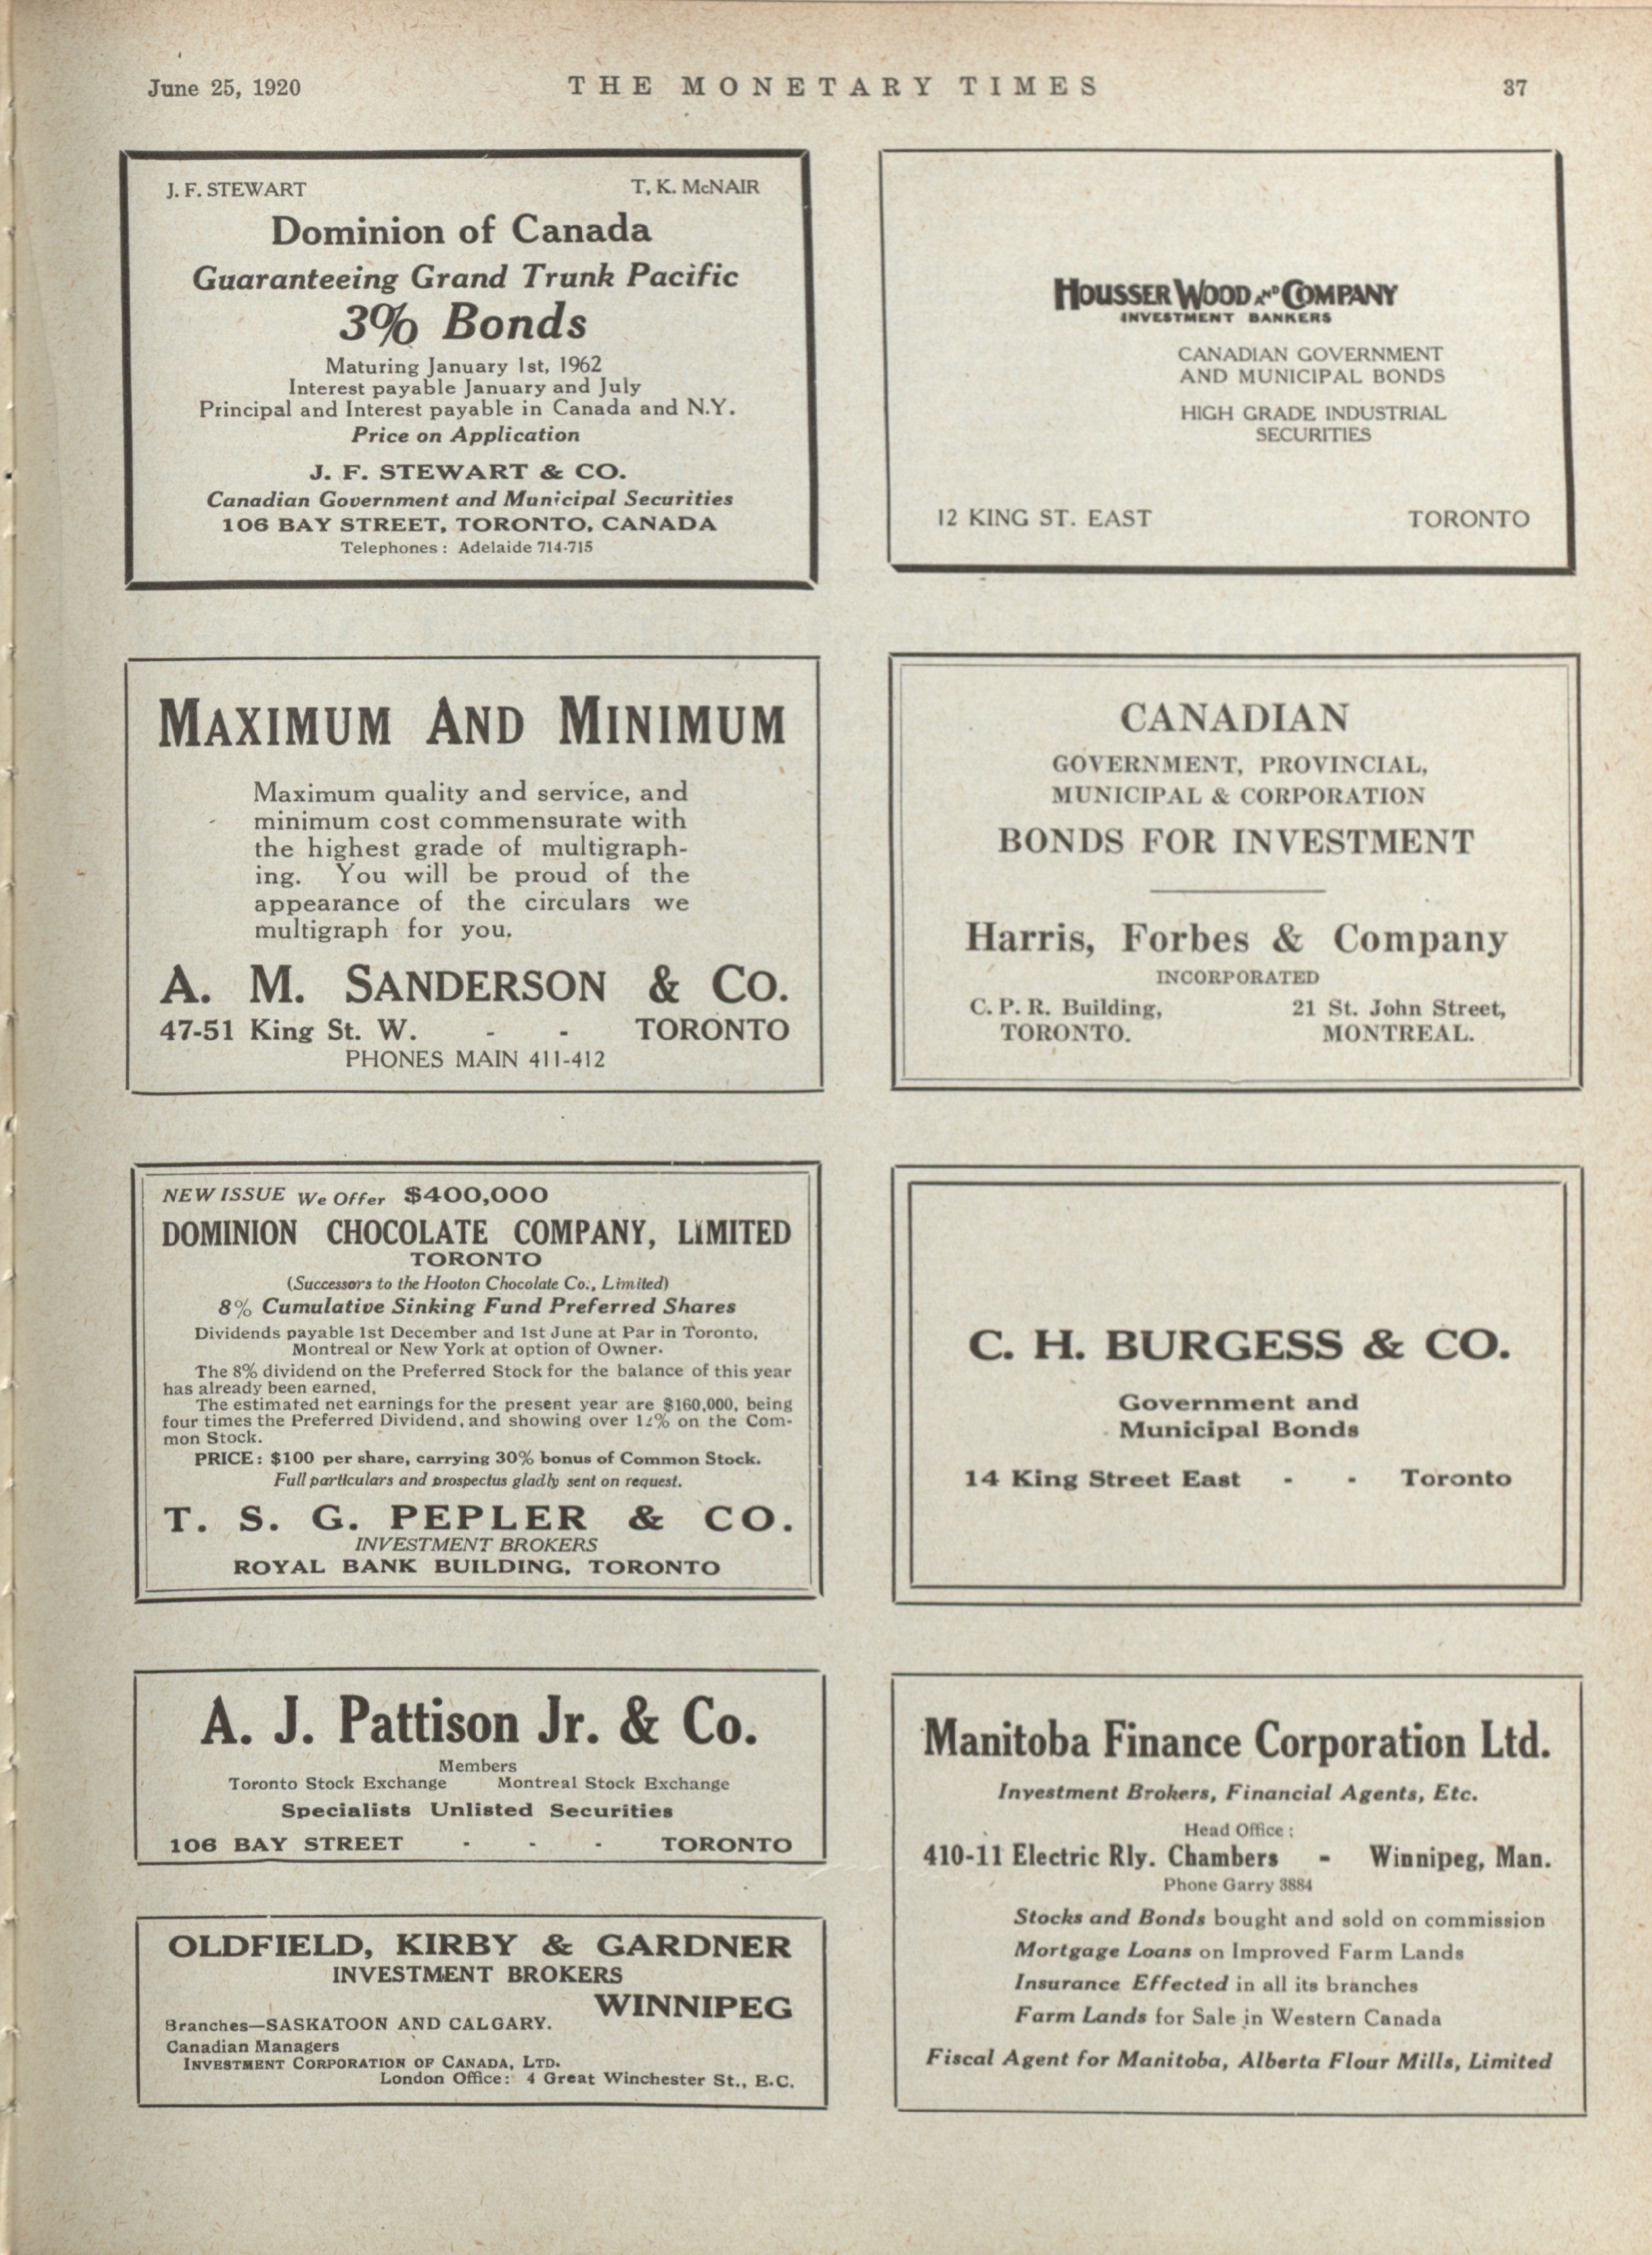 June 25, 1920
THE MONETARY TIMES
37
J. F. STEWART T. K. McNAIR
Dominion of Canada
Guaranteeing Grand Trunk Pacific
3% Bonds
Maturing January 1st, 1962
Interest payable January and July
Principal and Interest payable in Canada and N.Y.
Price on Application
J. F. STEWART & CO.
Canadian Government and Municipal Securities
106 BAY STREET, TORONTO, CANADA
Telephones : Adelaide 714-715
HOUSSER WOOD AND COMPANY
INVESTMENT BANKERS
CANADIAN GOVERNMENT
AND MUNICIPAL BONDS
HIGH GRADE INDUSTRIAL
SECURITIES
12 KING ST. EAST TORONTO
MAXIMUM AND MINIMUM
Maximum quality and service, and
minimum cost commensurate with
the highest grade of multigraph-
ing. You will be proud of the
appearance of the circulars we
multigraph for you.
A. M. SANDERSON & CO.
47-51 King St. W. - - TORONTO
PHONES MAIN 411-412
CANADIAN
GOVERNMENT, PROVINCIAL,
MUNICIPAL & CORPORATION
BONDS FOR INVESTMENT
Harris, Forbes & Company
INCORPORATED
C. P. R. Building, 21 St. John Street,
TORONTO. MONTREAL.
NEW ISSUE We Offer $400,000
DOMINION CHOCOLATE COMPANY, LIMITED
TORONTO
(Successors to the Hooton Chocolate Co., Limited)
8% Cumulative Sinking Fund Preferred Shares
Dividends payable 1st December and 1st June at Par in Toronto,
Montreal or New York at option of Owner.
The 8% dividend on the Preferred Stock for the balance of this year
has already been earned,
The estimated net earnings for the present year are $160,000, being
four times the Preferred Dividend, and showing over 12% on the Com-
mon Stock.
PRICE : $100 per share, carrying 30% bonus of Common Stock.
Full particulars and prospectus gladly sent on request.
T. S. G. PEPLER & CO.
INVESTMENT BROKERS
ROYAL BANK BUILDING, TORONTO
C. H. BURGESS & CO.
Government and
Municipal Bonds
14 King Street East - - Toronto
A. J. Pattison Jr. & Co.
Members
Toronto Stock Exchange Montreal Stock Exchange
Specialists Unlisted Securities
106 BAY STREET - - - TORONTO
OLDFIELD, KIRBY & GARDNER
INVESTMENT BROKERS
WINNIPEG
Branches—SASKATOON AND CALGARY.
Canadian Managers
INVESTMENT CORPORATION OF CANADA, LTD.
London Office: 4 Great Winchester St., E.C.
Manitoba Finance Corporation Ltd.
Investment Brokers, Financial Agents, Etc.
Head Office :
410-11 Electric Rly. Chambers - Winnipeg, Man.
Phone Garry 3884
Stocks and Bonds bought and sold on commission
Mortgage Loans on Improved Farm Lands
Insurance Effected in all its branches
Farm Lands for Sale in Western Canada
Fiscal Agent for Manitoba, Alberta Flour Mills, Limited